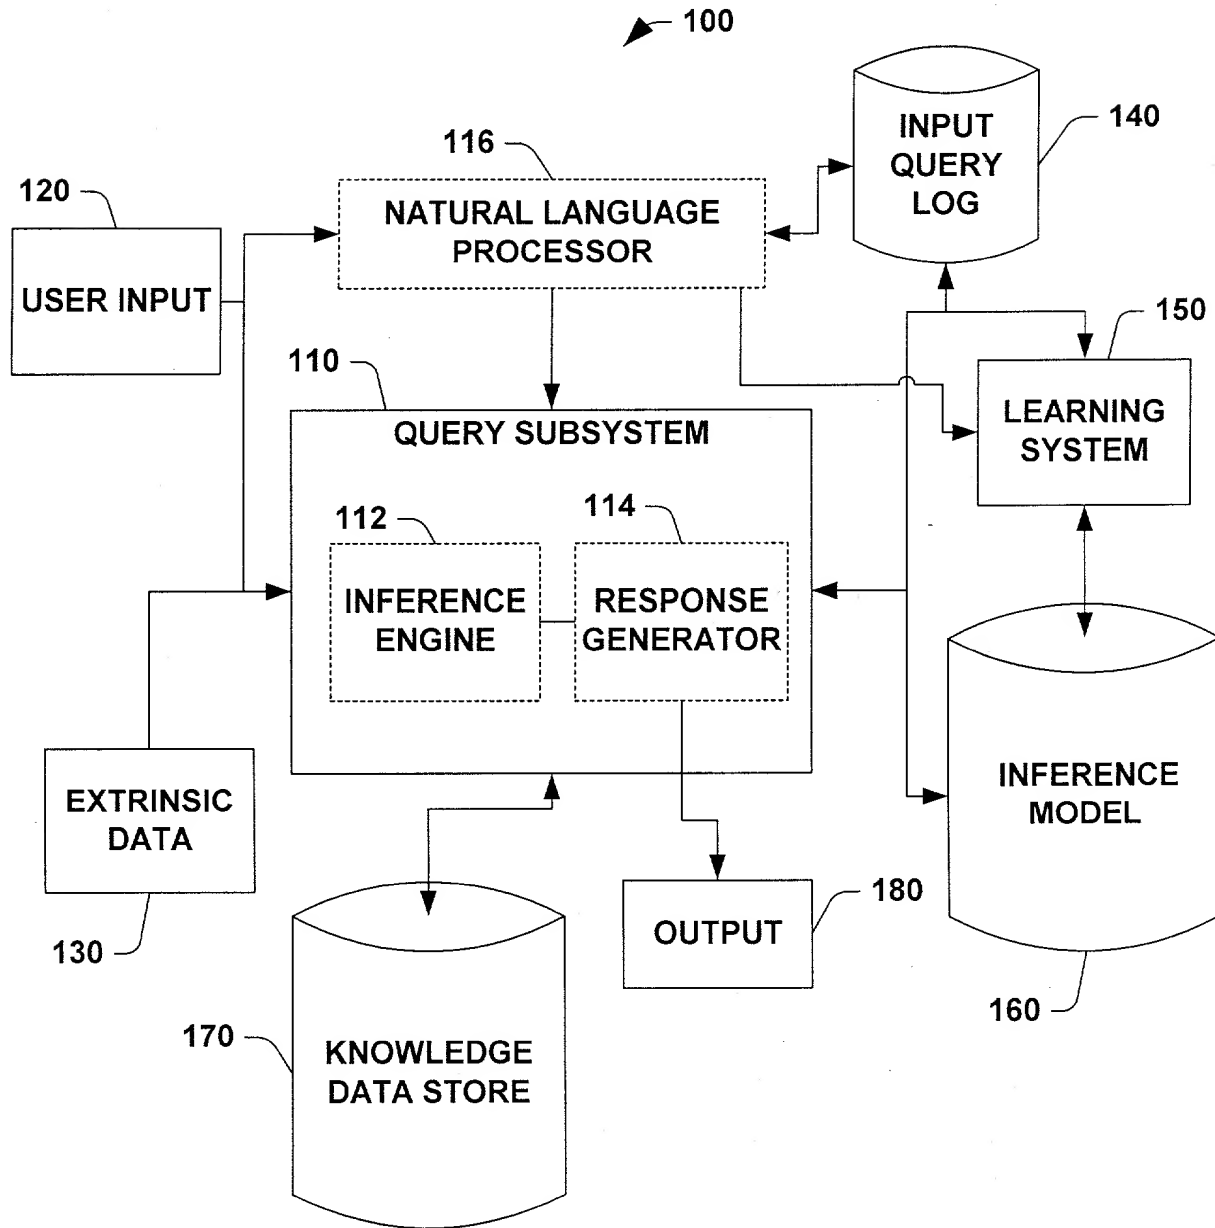 100
140
INPUT
QUERY
LOG
116
120
NATURAL LANGUAGE
PROCESSOR
USER INPUT
150
110
QUERY SUBSYSTEM
LEARNING
SYSTEM
112
114
INFERENCE
ENGINE
RESPONSE
GENERATOR
EXTRINSIC
DATA
INFERENCE
MODEL
130
OUTPUT
180
160
170
KNOWLEDGE
DATA STORE